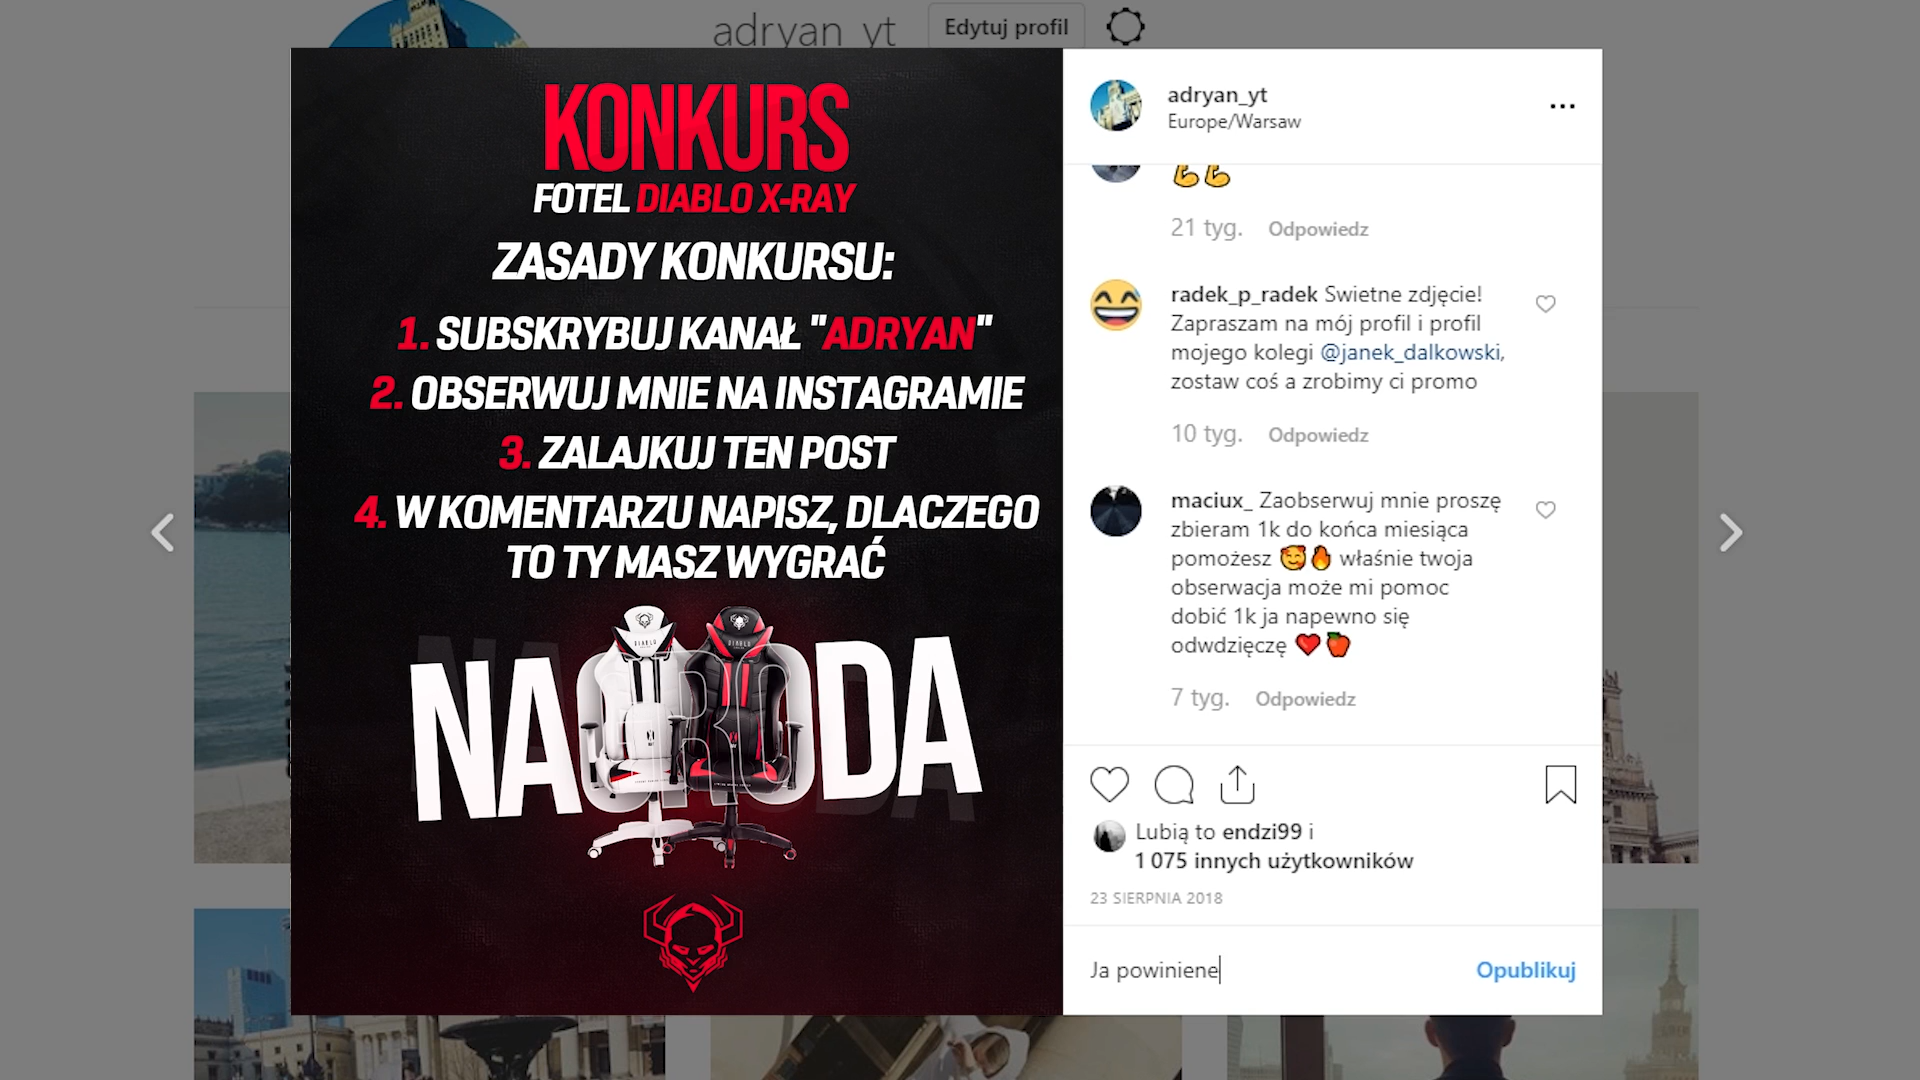 adryan_yt
Edytuj profil
KONKURS
FOTEL DIABLO X-RAY
ZASADY KONKURSU:
1. SUBSKRYBUJ KANAŁ "ADRYAN"
2. OBSERWUJ MNIE NA INSTAGRAMIE
3. ZALAJKUJ TEN POST
4. W KOMENTARZU NAPISZ, DLACZEGO
TO TY MASZ WYGRAĆ
NAGRODA
adryan_yt
Europe/Warsaw
💪💪
21 tyg. Odpowiedz
radek_p_radek Swietne zdjęcie!
Zapraszam na mój profil i profil
mojego kolegi @janek_dalkowski,
zostaw coś a zrobimy ci promo
10 tyg. Odpowiedz
maciux_ Zaobserwuj mnie proszę
zbieram 1k do końca miesiąca
pomożesz 🥰🔥 właśnie twoja
obserwacja może mi pomoc
dobić 1k ja napewno się
odwdzięczę ❤️🍎
7 tyg. Odpowiedz
Lubią to endzi99 i
1 075 innych użytkowników
23 SIERPNIA 2018
Ja powiniene
Opublikuj